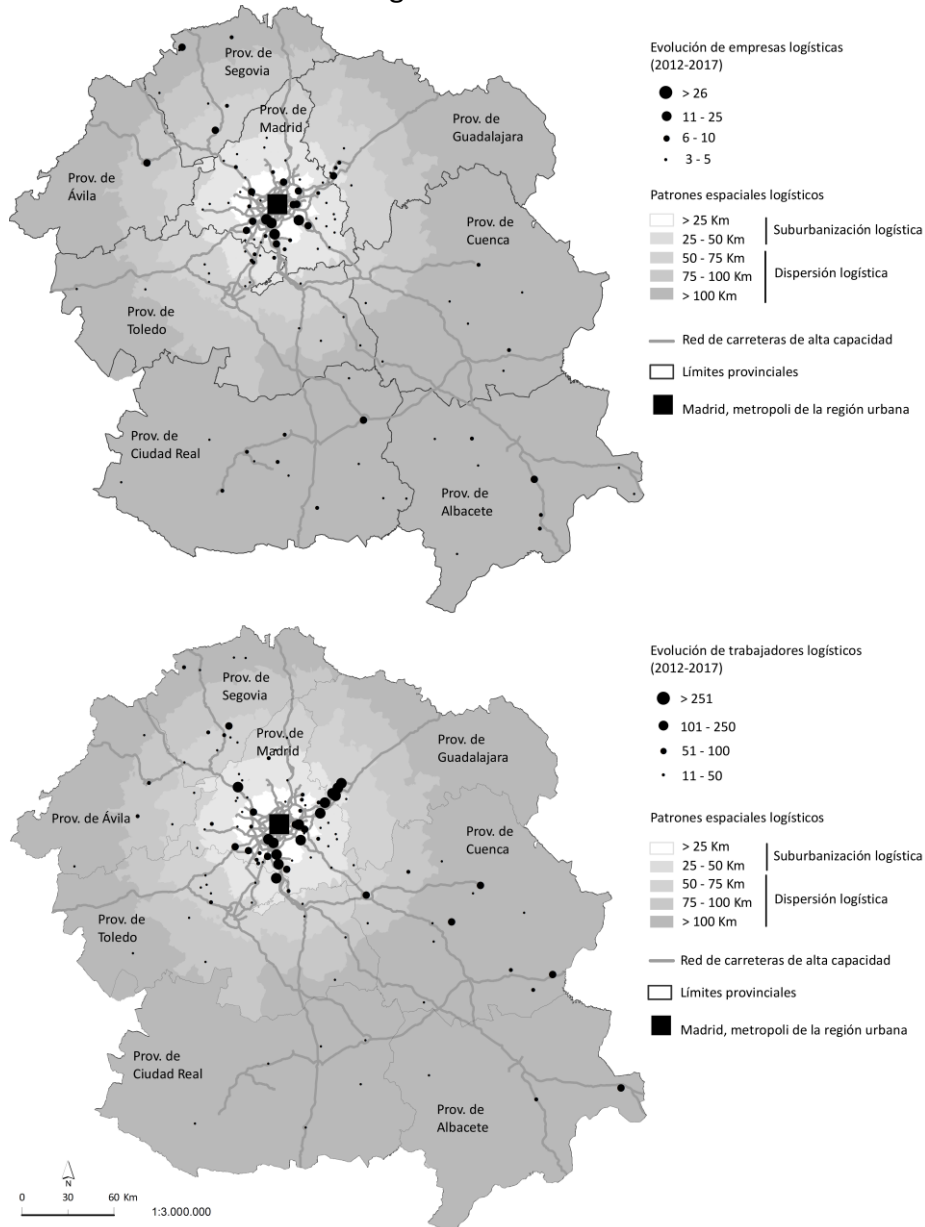 Prov. de
Segovia
Prov. de
Madrid
Prov. de
Guadalajara
Prov. de
Ávila
Prov. de
Cuenca
Prov. de
Toledo
Prov. de
Ciudad Real
Prov. de
Albacete
Evolución de empresas logísticas
(2012-2017)
> 26
11 - 25
6 - 10
3 - 5
Patrones espaciales logísticos
> 25 Km
25 - 50 Km
Suburbanización logística
50 - 75 Km
75 - 100 Km
> 100 Km
Dispersión logística
Red de carreteras de alta capacidad
Límites provinciales
Madrid, metropoli de la región urbana
Prov. de
Segovia
Prov. de
Madrid
Prov. de
Guadalajara
Prov. de Ávila
Prov. de
Cuenca
Prov. de
Toledo
Prov. de
Ciudad Real
Prov. de
Albacete
Evolución de trabajadores logísticos
(2012-2017)
> 251
101 - 250
51 - 100
11 - 50
Patrones espaciales logísticos
> 25 Km
25 - 50 Km
Suburbanización logística
50 - 75 Km
75 - 100 Km
> 100 Km
Dispersión logística
Red de carreteras de alta capacidad
Límites provinciales
Madrid, metropoli de la región urbana
N
0 30 60 Km
1:3.000.000